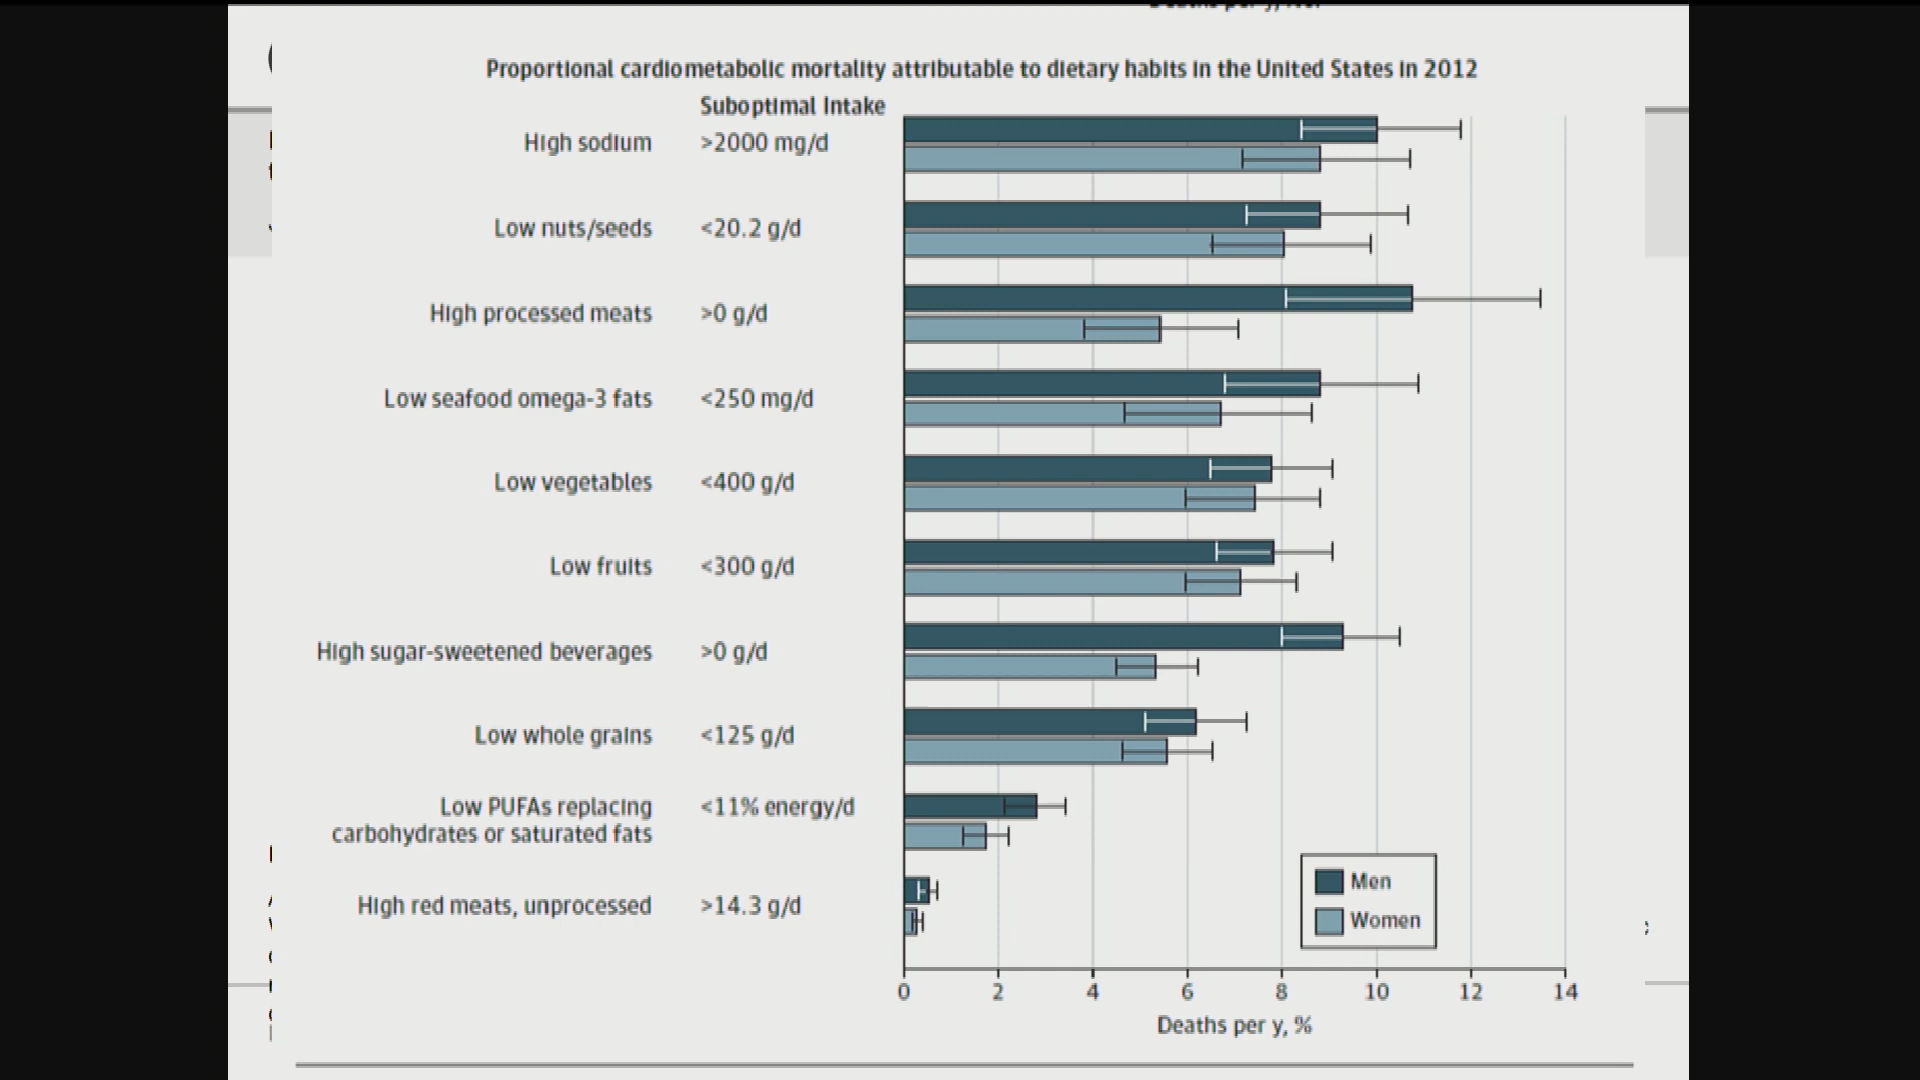 Proportional cardiometabolic mortality attributable to dietary habits in the United States in 2012
Suboptimal Intake
High sodium >2000 mg/d
Low nuts/seeds <20.2 g/d
High processed meats >0 g/d
Low seafood omega-3 fats <250 mg/d
Low vegetables <400 g/d
Low fruits <300 g/d
High sugar-sweetened beverages >0 g/d
Low whole grains <125 g/d
Low PUFAs replacing <11% energy/d
carbohydrates or saturated fats
High red meats, unprocessed >14.3 g/d
Men
Women
0 2 4 6 8 10 12 14
Deaths per y, %